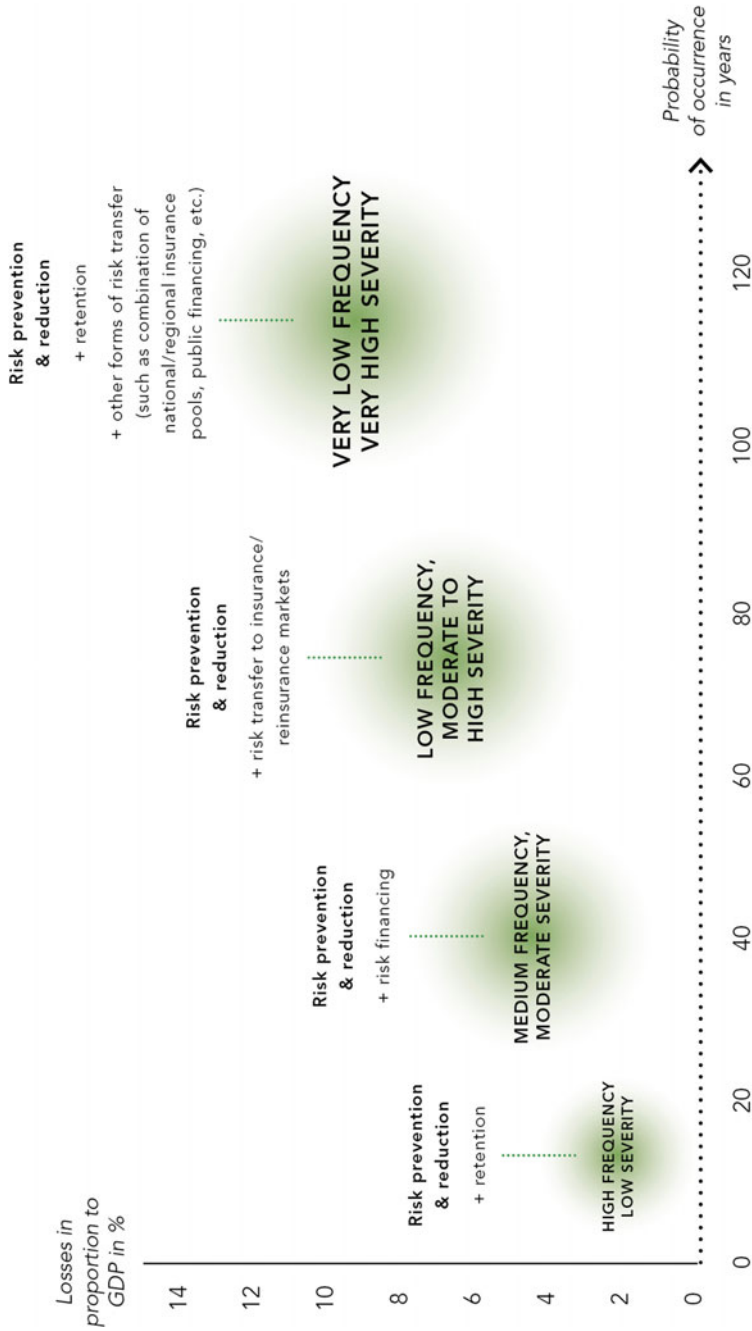 Losses in
proportion to
GDP in %
14
12
10
8
6
4
2
0
Risk prevention
& reduction
+ retention
HIGH FREQUENCY
LOW SEVERITY
Risk prevention
& reduction
+ risk financing
MEDIUM FREQUENCY,
MODERATE SEVERITY
Risk prevention
& reduction
+ risk transfer to insurance/
reinsurance markets
LOW FREQUENCY,
MODERATE TO
HIGH SEVERITY
Risk prevention
& reduction
+ retention
+ other forms of risk transfer
(such as combination of
national/regional insurance
pools, public financing, etc.)
VERY LOW FREQUENCY
VERY HIGH SEVERITY
0
20
40
60
80
100
120
Probability
of occurrence
in years